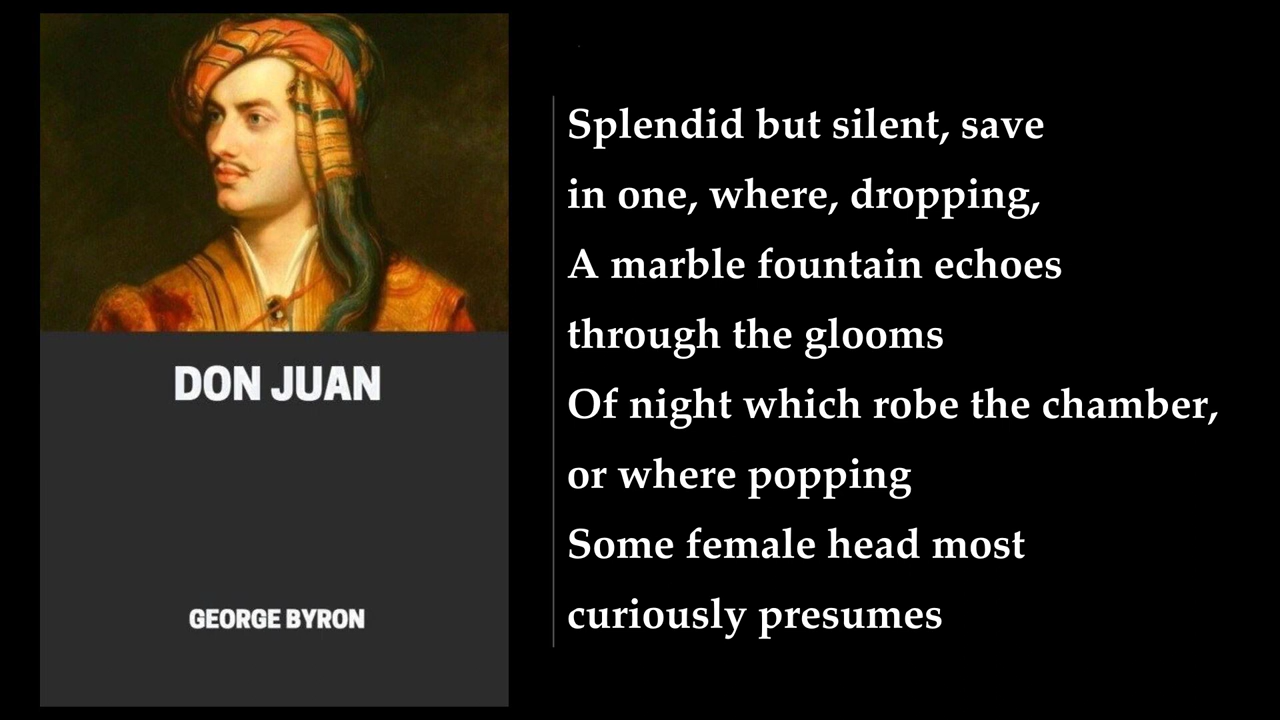 DON JUAN
GEORGE BYRON
Splendid but silent, save
in one, where, dropping,
A marble fountain echoes
through the glooms
Of night which robe the chamber,
or where popping
Some female head most
curiously presumes